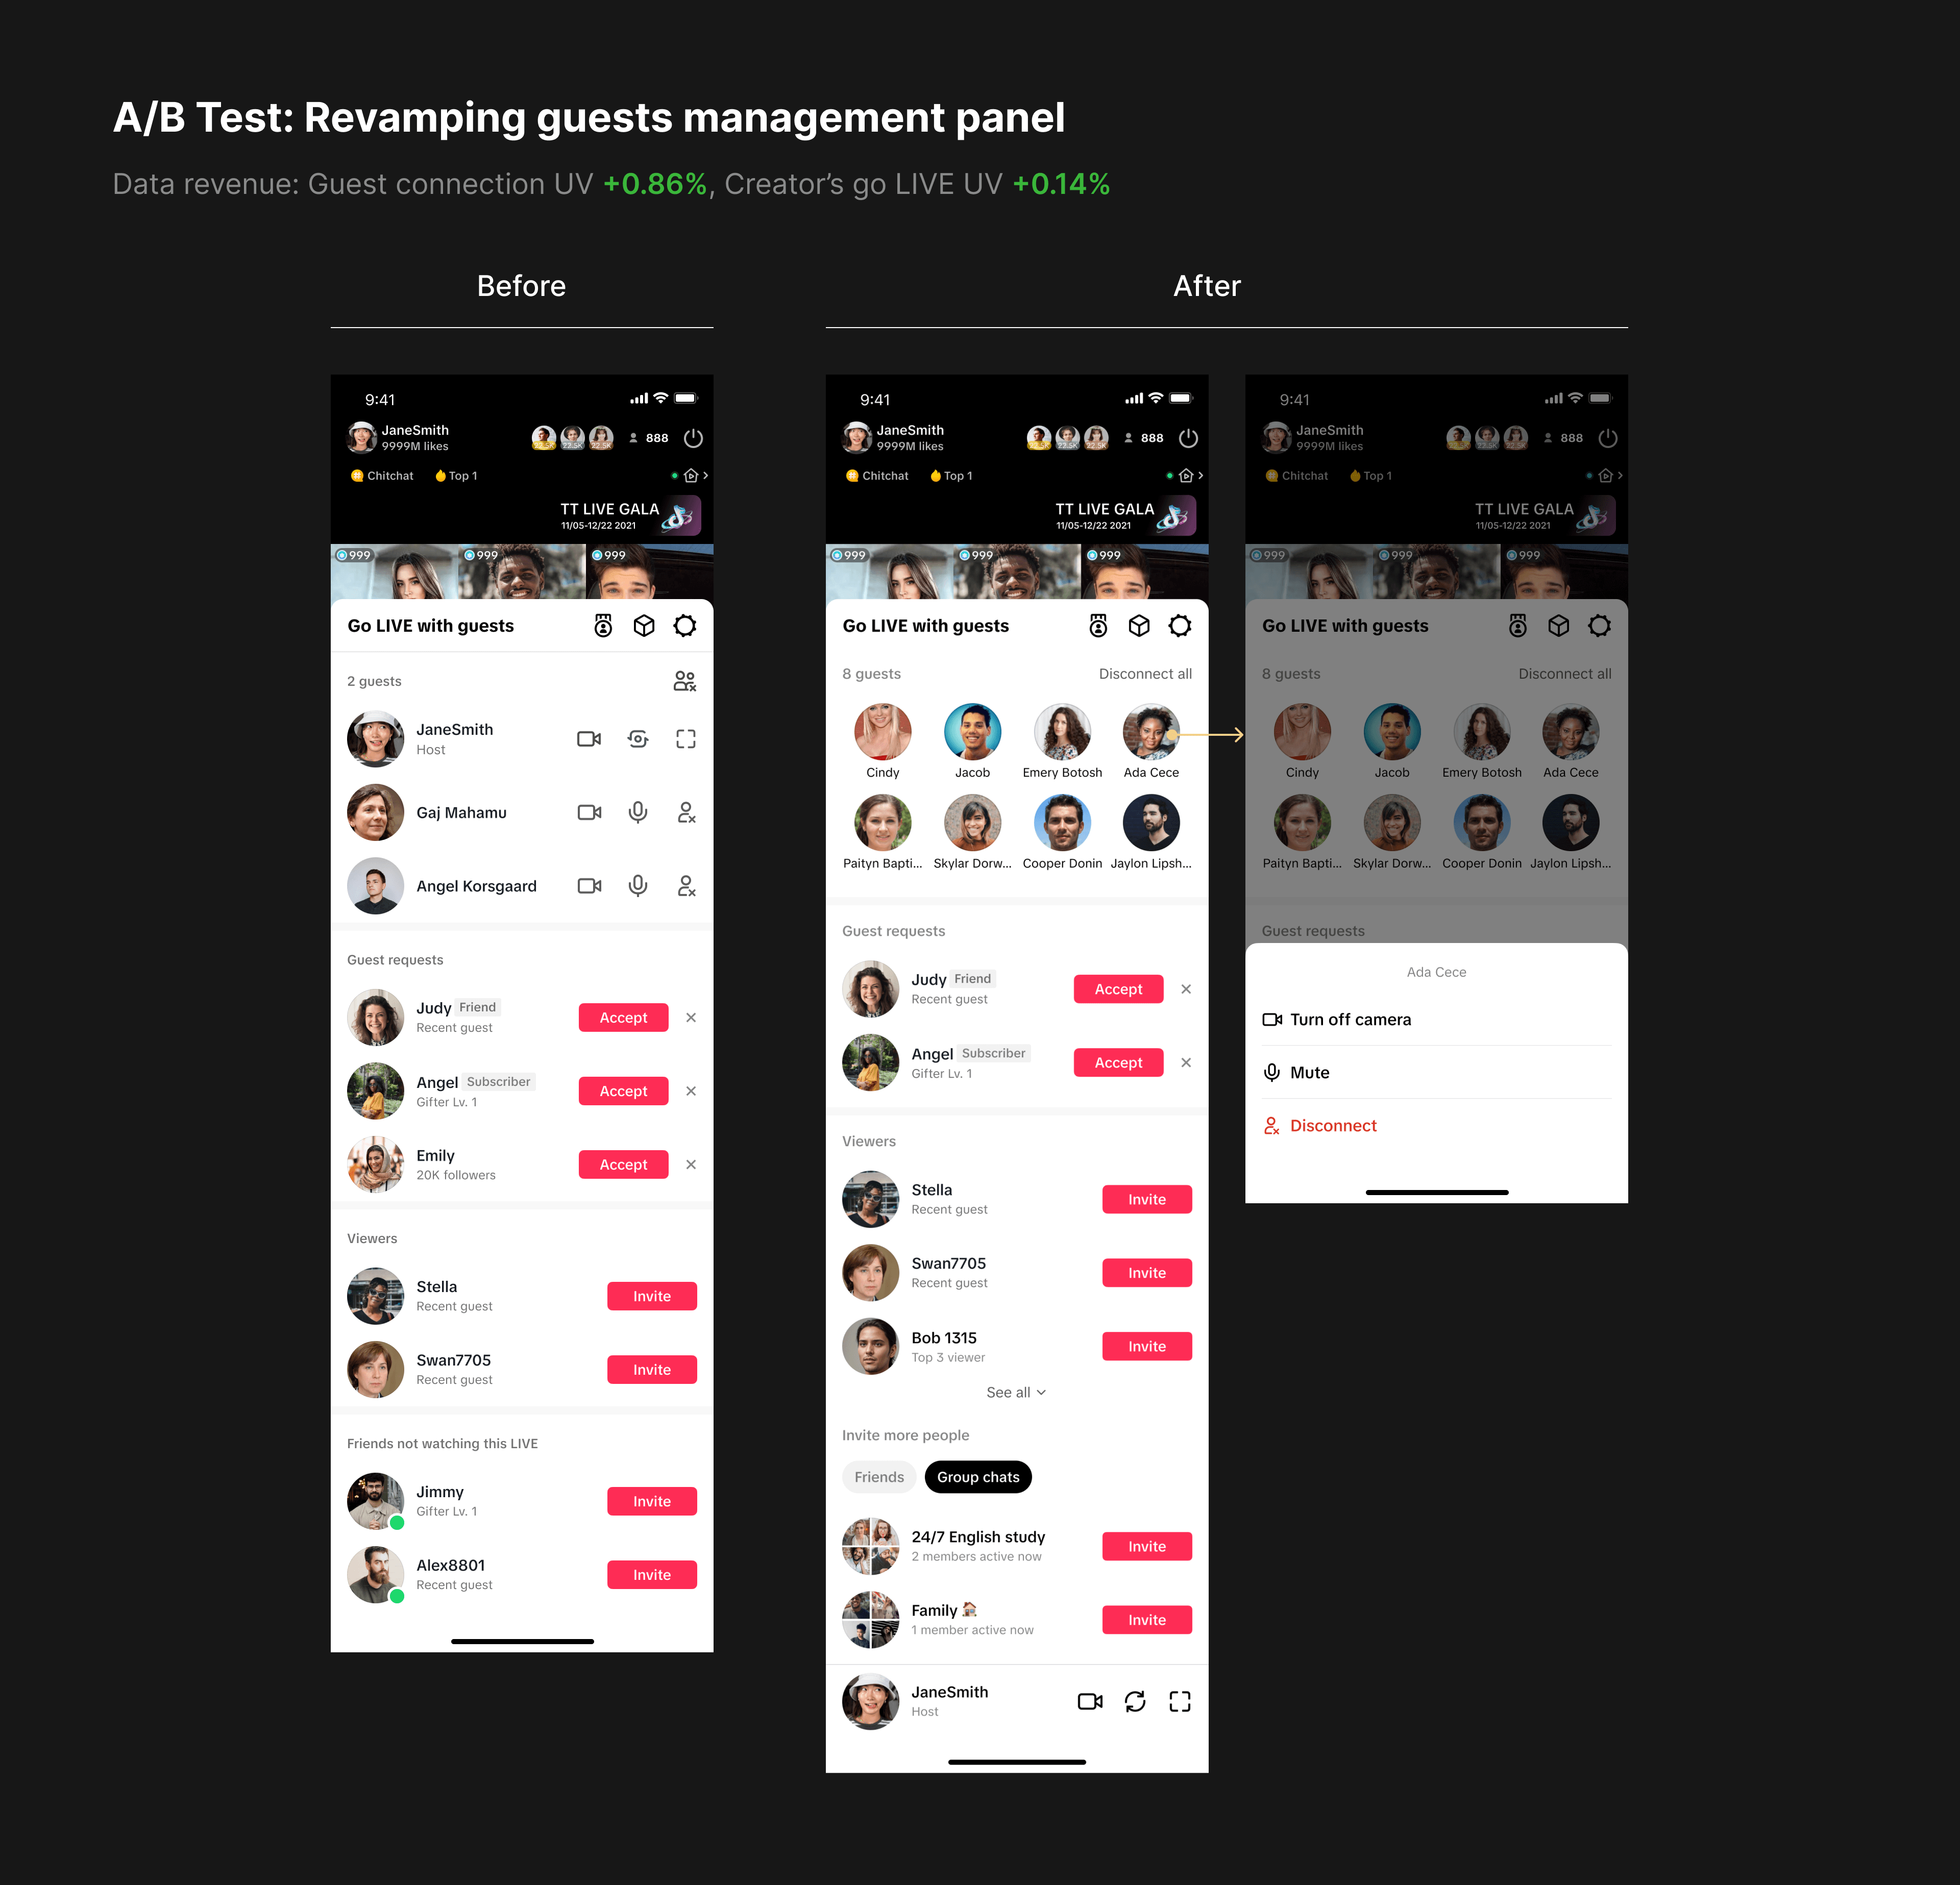 A/B Test: Revamping guests management panel
Data revenue: Guest connection UV +0.86%, Creator’s go LIVE UV +0.14%
Before
9:41
JaneSmith
9999M likes
888
Chitchat
Top 1
TT LIVE GALA
11/05-12/22 2021
999
999
999
Go LIVE with guests
2 guests
JaneSmith
Host
Gaj Mahamu
Angel Korsgaard
Guest requests
Judy Friend
Recent guest
Accept
Angel Subscriber
Gifter Lv. 1
Accept
Emily
20K followers
Accept
Viewers
Stella
Recent guest
Invite
Swan7705
Recent guest
Invite
Friends not watching this LIVE
Jimmy
Gifter Lv. 1
Invite
Alex8801
Recent guest
Invite
After
9:41
JaneSmith
9999M likes
888
Chitchat
Top 1
TT LIVE GALA
11/05-12/22 2021
999
999
999
Go LIVE with guests
8 guests
Disconnect all
Cindy
Jacob
Emery Botosh
Ada Cece
Paityn Bapti...
Skylar Dorw...
Cooper Donin
Jaylon Lipsh...
Guest requests
Judy Friend
Recent guest
Accept
Angel Subscriber
Gifter Lv. 1
Accept
Viewers
Stella
Recent guest
Invite
Swan7705
Recent guest
Invite
Bob 1315
Top 3 viewer
Invite
See all
Invite more people
Friends
Group chats
24/7 English study
2 members active now
Invite
Family
1 member active now
Invite
JaneSmith
Host
9:41
JaneSmith
9999M likes
888
Chitchat
Top 1
TT LIVE GALA
11/05-12/22 2021
999
999
999
Go LIVE with guests
8 guests
Disconnect all
Cindy
Jacob
Emery Botosh
Ada Cece
Paityn Bapti...
Skylar Dorw...
Cooper Donin
Jaylon Lipsh...
Guest requests
Ada Cece
Turn off camera
Mute
Disconnect